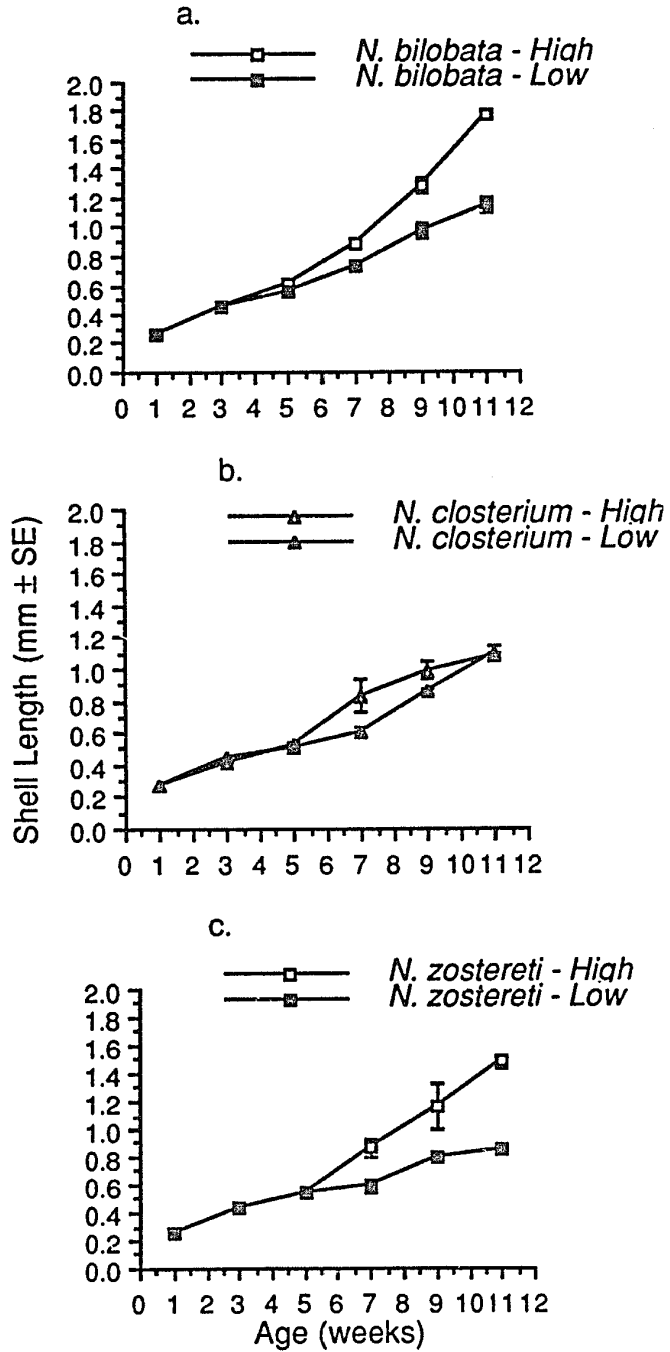 a.
N. bilobata - High
N. bilobata - Low
2.0
1.8
1.6
1.4
1.2
1.0
0.8
0.6
0.4
0.2
0.0
0 1 2 3 4 5 6 7 8 9 10 11 12
b.
N. closterium - High
N. closterium - Low
2.0
1.8
1.6
1.4
1.2
1.0
0.8
0.6
0.4
0.2
0.0
0 1 2 3 4 5 6 7 8 9 10 11 12
Shell Length (mm ± SE)
c.
N. zostereti - High
N. zostereti - Low
2.0
1.8
1.6
1.4
1.2
1.0
0.8
0.6
0.4
0.2
0.0
0 1 2 3 4 5 6 7 8 9 10 11 12
Age (weeks)